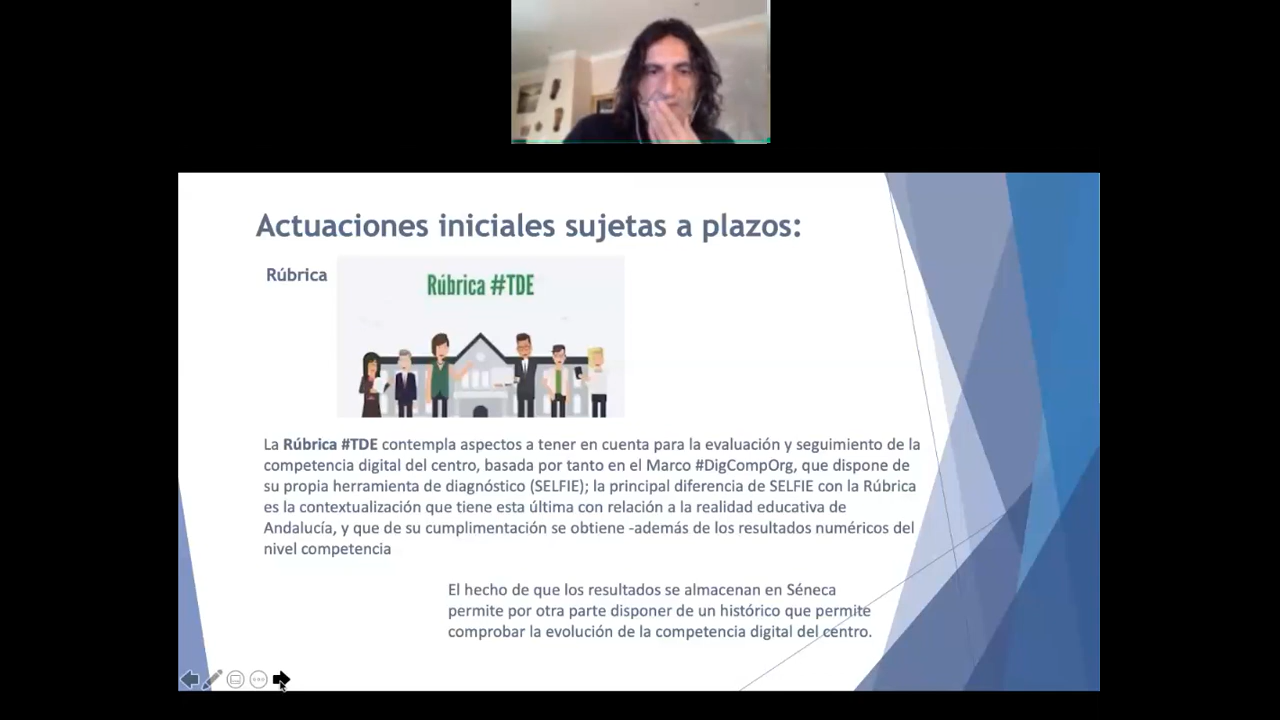 Actuaciones iniciales sujetas a plazos:
Rúbrica
Rúbrica #TDE
La Rúbrica #TDE contempla aspectos a tener en cuenta para la evaluación y seguimiento de la
competencia digital del centro, basada por tanto en el Marco #DigCompOrg, que dispone de
su propia herramienta de diagnóstico (SELFIE); la principal diferencia de SELFIE con la Rúbrica
es la contextualización que tiene esta última con relación a la realidad educativa de
Andalucía, y que de su cumplimentación se obtiene -además de los resultados numéricos del
nivel competencia
El hecho de que los resultados se almacenan en Séneca
permite por otra parte disponer de un histórico que permite
comprobar la evolución de la competencia digital del centro.